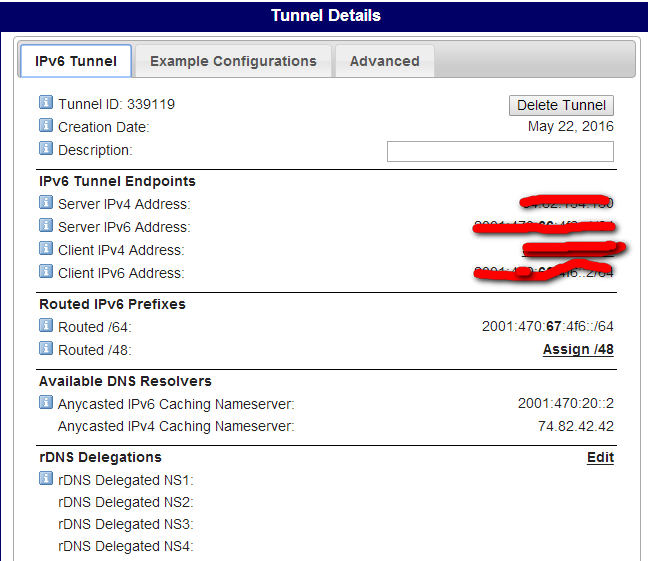 Tunnel Details
IPv6 Tunnel Example Configurations Advanced
Tunnel ID: 339119 Delete Tunnel
Creation Date: May 22, 2016
Description:
IPv6 Tunnel Endpoints
Server IPv4 Address:
Server IPv6 Address:
Client IPv4 Address:
Client IPv6 Address:
Routed IPv6 Prefixes
Routed /64: 2001:470:67:4f6::/64
Routed /48: Assign /48
Available DNS Resolvers
Anycasted IPv6 Caching Nameserver: 2001:470:20::2
Anycasted IPv4 Caching Nameserver: 74.82.42.42
rDNS Delegations Edit
rDNS Delegated NS1:
rDNS Delegated NS2:
rDNS Delegated NS3:
rDNS Delegated NS4: